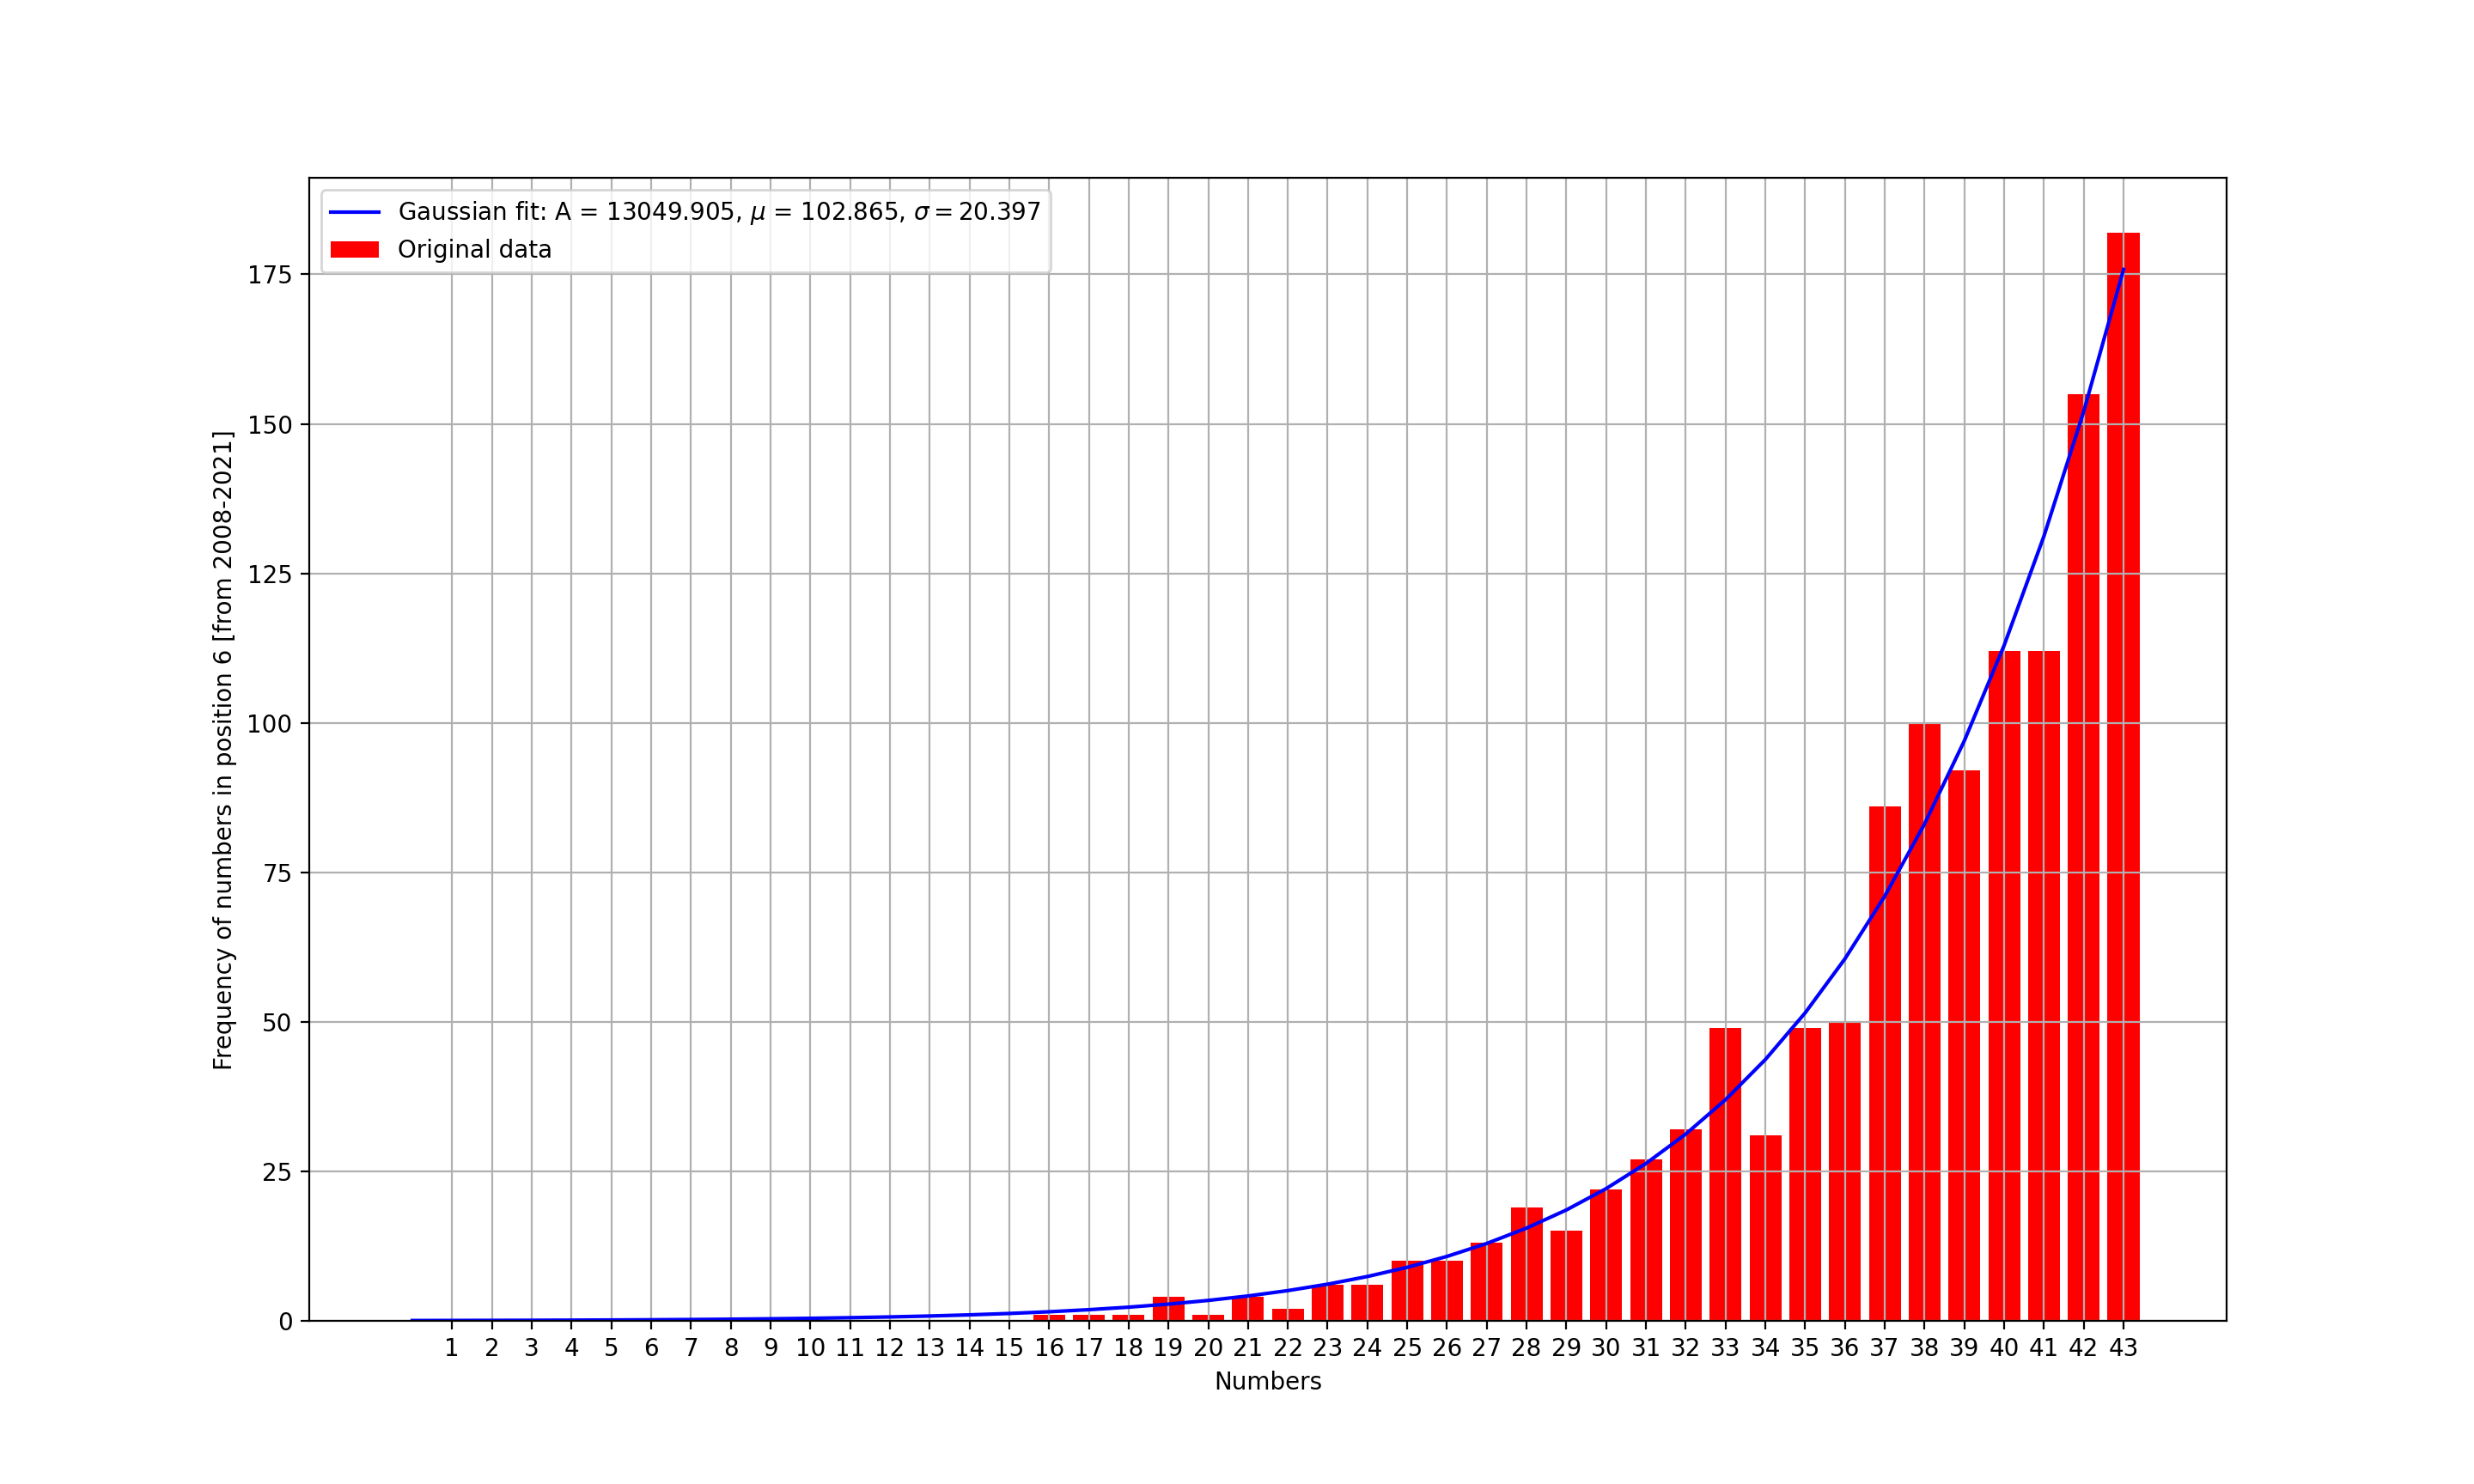 Gaussian fit: A = 13049.905, μ = 102.865, σ = 20.397
Original data
175
150
125
100
75
50
25
0
Frequency of numbers in position 6 [from 2008-2021]
1 2 3 4 5 6 7 8 9 10 11 12 13 14 15 16 17 18 19 20 21 22 23 24 25 26 27 28 29 30 31 32 33 34 35 36 37 38 39 40 41 42 43
Numbers